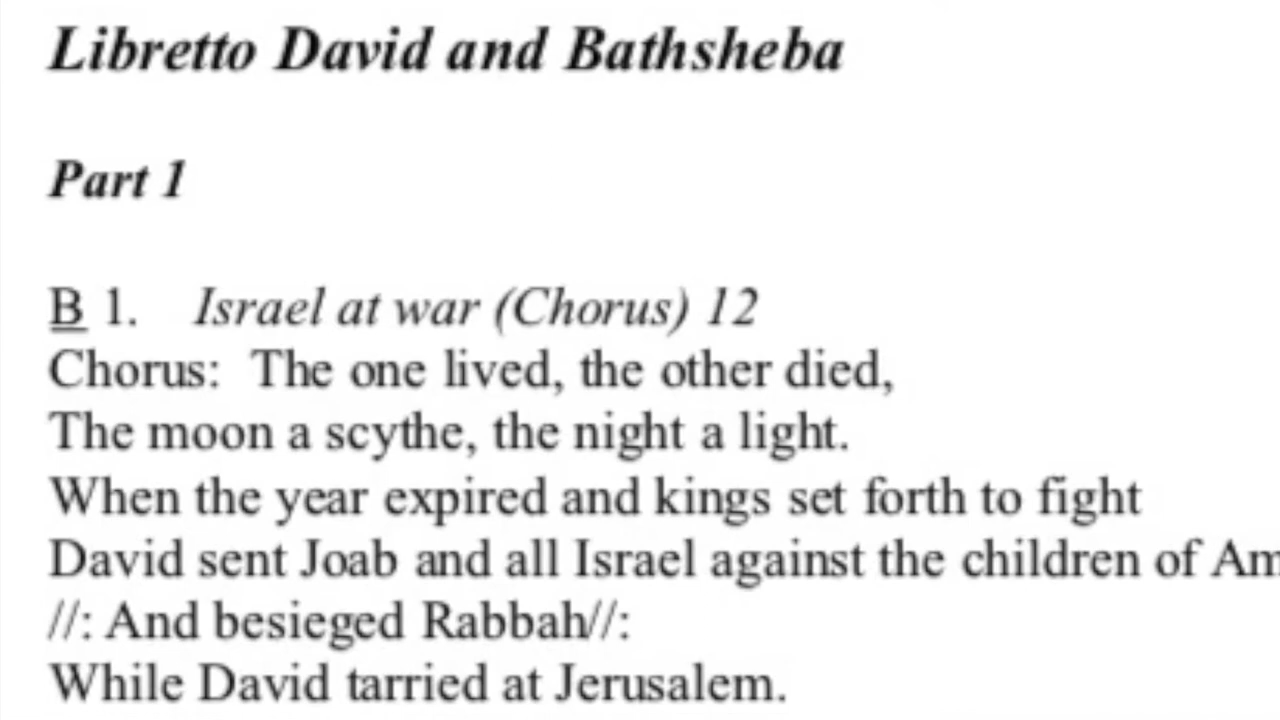 Libretto David and Bathsheba
Part 1
B 1. Israel at war (Chorus) 12
Chorus: The one lived, the other died,
The moon a scythe, the night a light.
When the year expired and kings set forth to fight
David sent Joab and all Israel against the children of Am
//: And besieged Rabbah//:
While David tarried at Jerusalem.